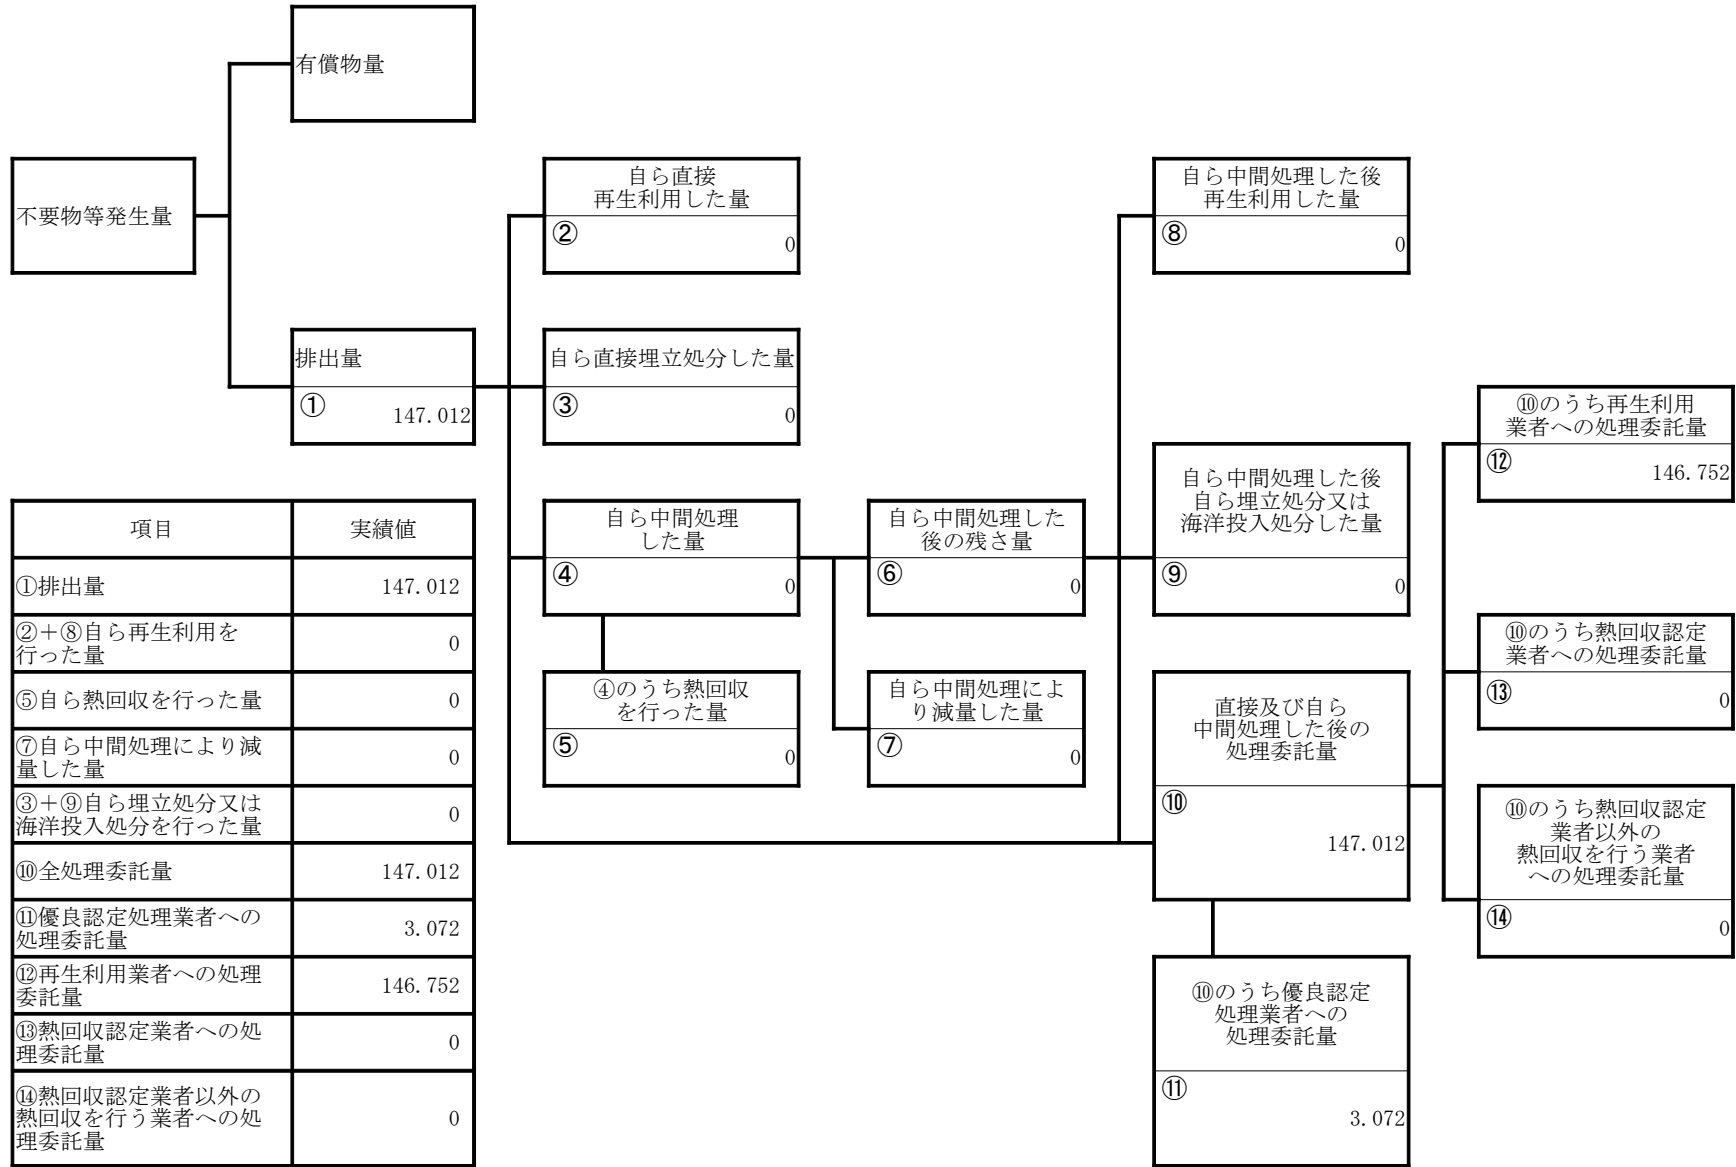 有償物量
不要物等発生量
排出量
①
147.012
自ら直接
再生利用した量
②
0
自ら直接埋立処分した量
③
0
自ら中間処理
した量
④
0
④のうち熱回収
を行った量
⑤
0
自ら中間処理した
後の残さ量
⑥
0
自ら中間処理によ
り減量した量
⑦
0
自ら中間処理した後
再生利用した量
⑧
0
自ら中間処理した後
自ら埋立処分又は
海洋投入処分した量
⑨
0
直接及び自ら
中間処理した後の
処理委託量
⑩
147.012
⑩のうち優良認定
処理業者への
処理委託量
⑪
3.072
⑩のうち再生利用
業者への処理委託量
⑫
146.752
⑩のうち熱回収認定
業者への処理委託量
⑬
0
⑩のうち熱回収認定
業者以外の
熱回収を行う業者
への処理委託量
⑭
0
項目 実績値
①排出量 147.012
②＋⑧自ら再生利用を
行った量 0
⑤自ら熱回収を行った量 0
⑦自ら中間処理により減
量した量 0
③＋⑨自ら埋立処分又は
海洋投入処分を行った量 0
⑩全処理委託量 147.012
⑪優良認定処理業者への
処理委託量 3.072
⑫再生利用業者への処理
委託量 146.752
⑬熱回収認定業者への処
理委託量 0
⑭熱回収認定業者以外の
熱回収を行う業者への処
理委託量 0